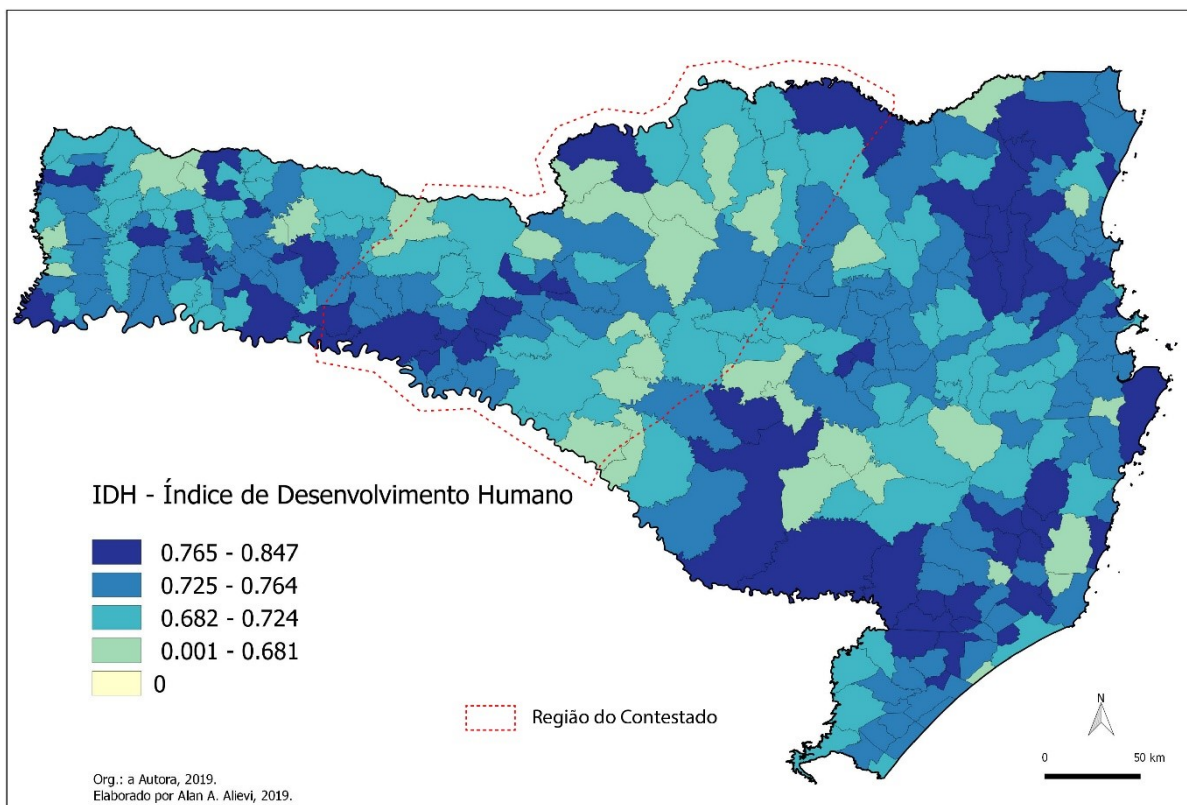 IDH - Índice de Desenvolvimento Humano
0.765 - 0.847
0.725 - 0.764
0.682 - 0.724
0.001 - 0.681
0
Região do Contestado
N
0 50 km
Org.: a Autora, 2019.
Elaborado por Alan A. Alievi, 2019.